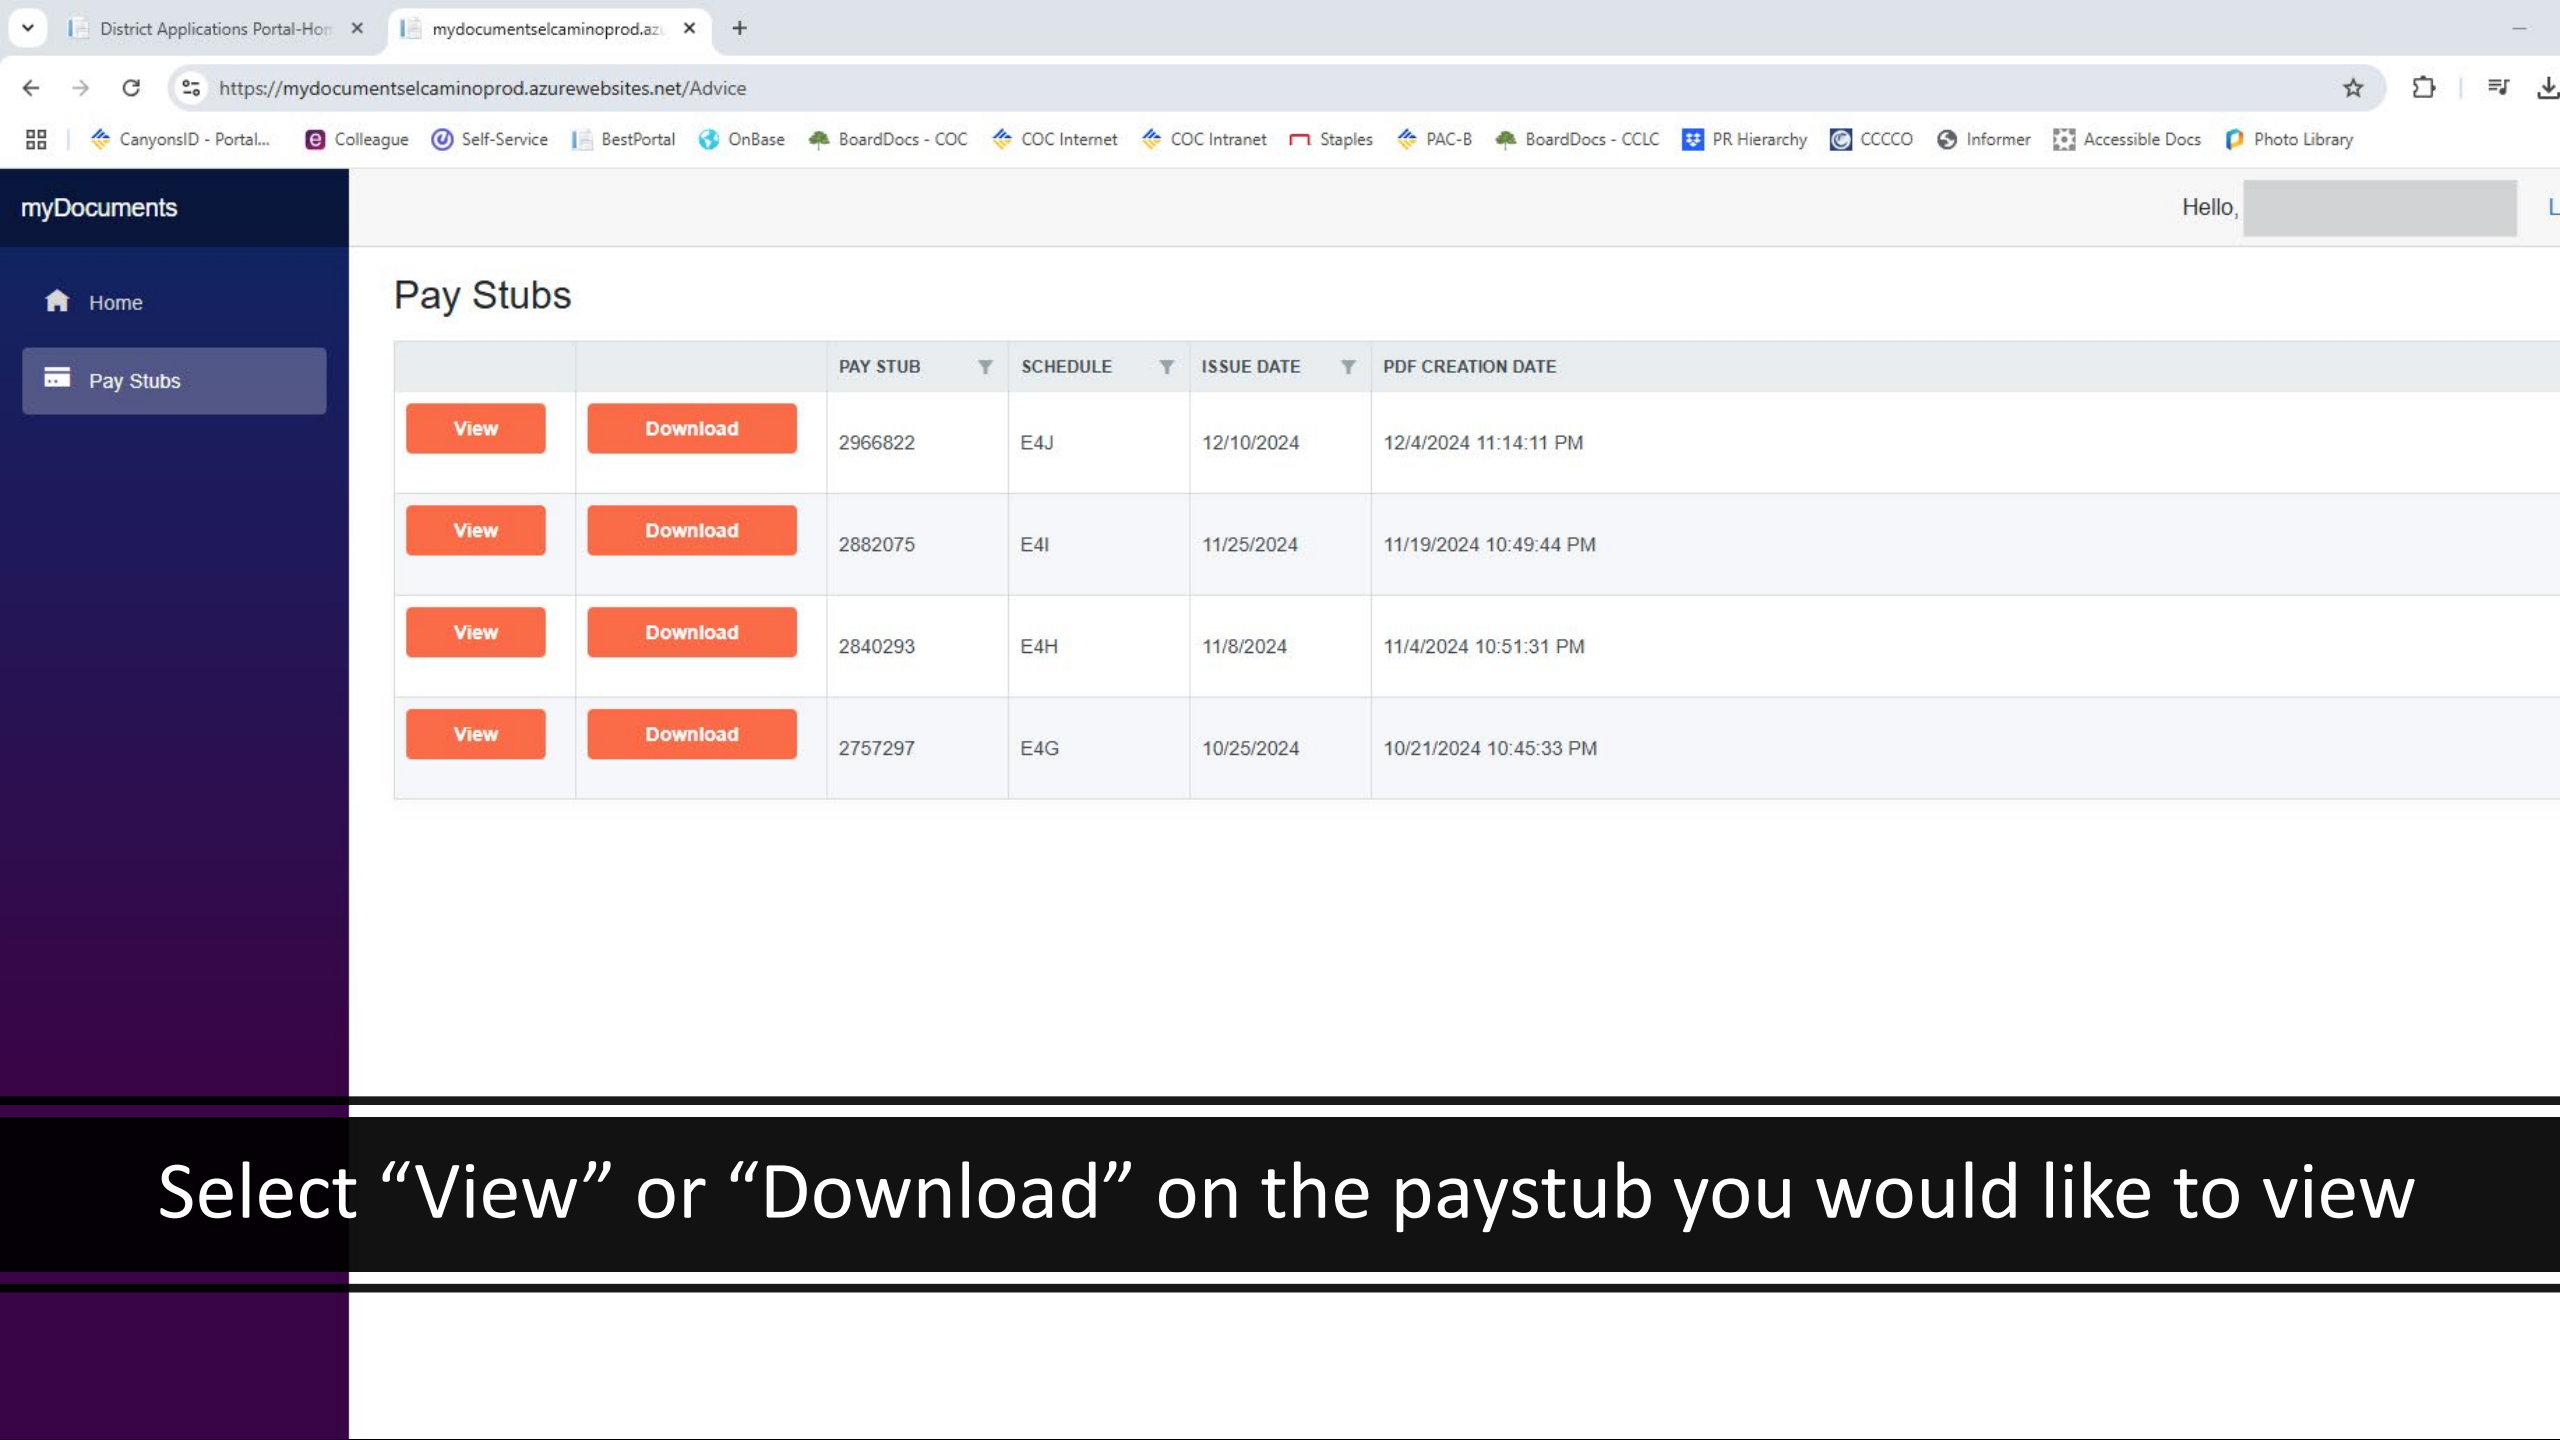 District Applications Portal-Hom
mydocumentselcaminoprod.az
https://mydocumentselcaminoprod.azurewebsites.net/Advice
CanyonsID - Portal... Colleague Self-Service BestPortal OnBase BoardDocs - COC COC Internet COC Intranet Staples PAC-B BoardDocs - CCLC PR Hierarchy CCCCO Informer Accessible Docs Photo Library
myDocuments Hello, L
Home
Pay Stubs
Pay Stubs
PAY STUB SCHEDULE ISSUE DATE PDF CREATION DATE
View Download 2966822 E4J 12/10/2024 12/4/2024 11:14:11 PM
View Download 2882075 E4I 11/25/2024 11/19/2024 10:49:44 PM
View Download 2840293 E4H 11/8/2024 11/4/2024 10:51:31 PM
View Download 2757297 E4G 10/25/2024 10/21/2024 10:45:33 PM
Select “View” or “Download” on the paystub you would like to view